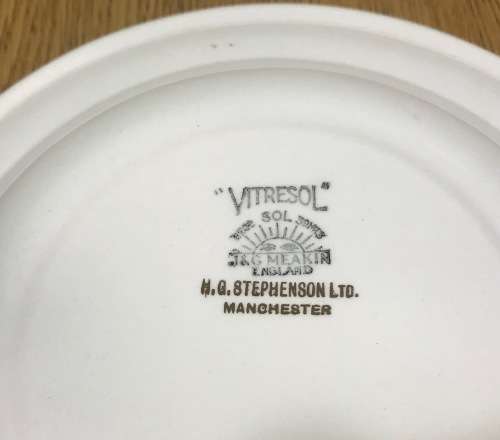 "VITRESOL"
SOL
J&G MEAKIN
ENGLAND
H.G. STEPHENSON LTD.
MANCHESTER